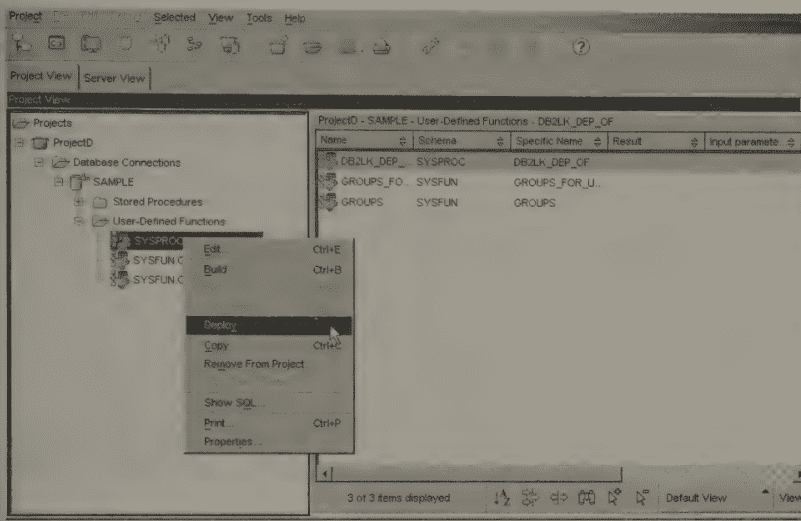 Project Selected View Tools Help
Project View Server View
Project View
Projects
ProjectD
Database Connections
SAMPLE
Stored Procedures
User-Defined Functions
SYSPROC
SYSFUN.G
SYSFUN.G
Edit... Ctrl+E
Build Ctrl+B
Deploy
Copy Ctrl+C
Remove From Project
Show SQL...
Print... Ctrl+P
Properties...
ProjectD - SAMPLE - User-Defined Functions - DB2LK_DEP_OF
Name Schema Specific Name Result Input paramete...
DB2LK_DEP_... SYSPROC DB2LK_DEP_OF
GROUPS_FO... SYSFUN GROUPS_FOR_U...
GROUPS SYSFUN GROUPS
3 of 3 items displayed Default View View